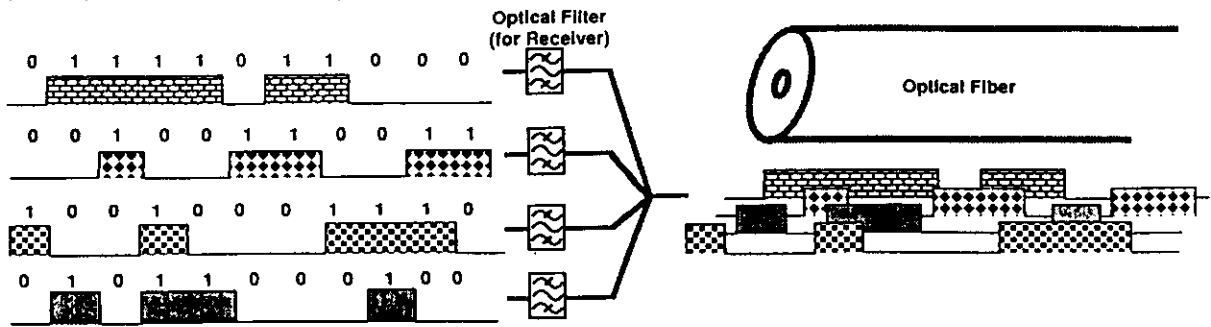 Optical Filter
(for Receiver)
0 1 1 1 1 0 1 1 0 0 0
Optical Fiber
0 0 1 0 0 1 1 0 0 1 1
1 0 0 1 0 0 0 1 1 1 0
0 1 0 1 1 0 0 0 1 0 0